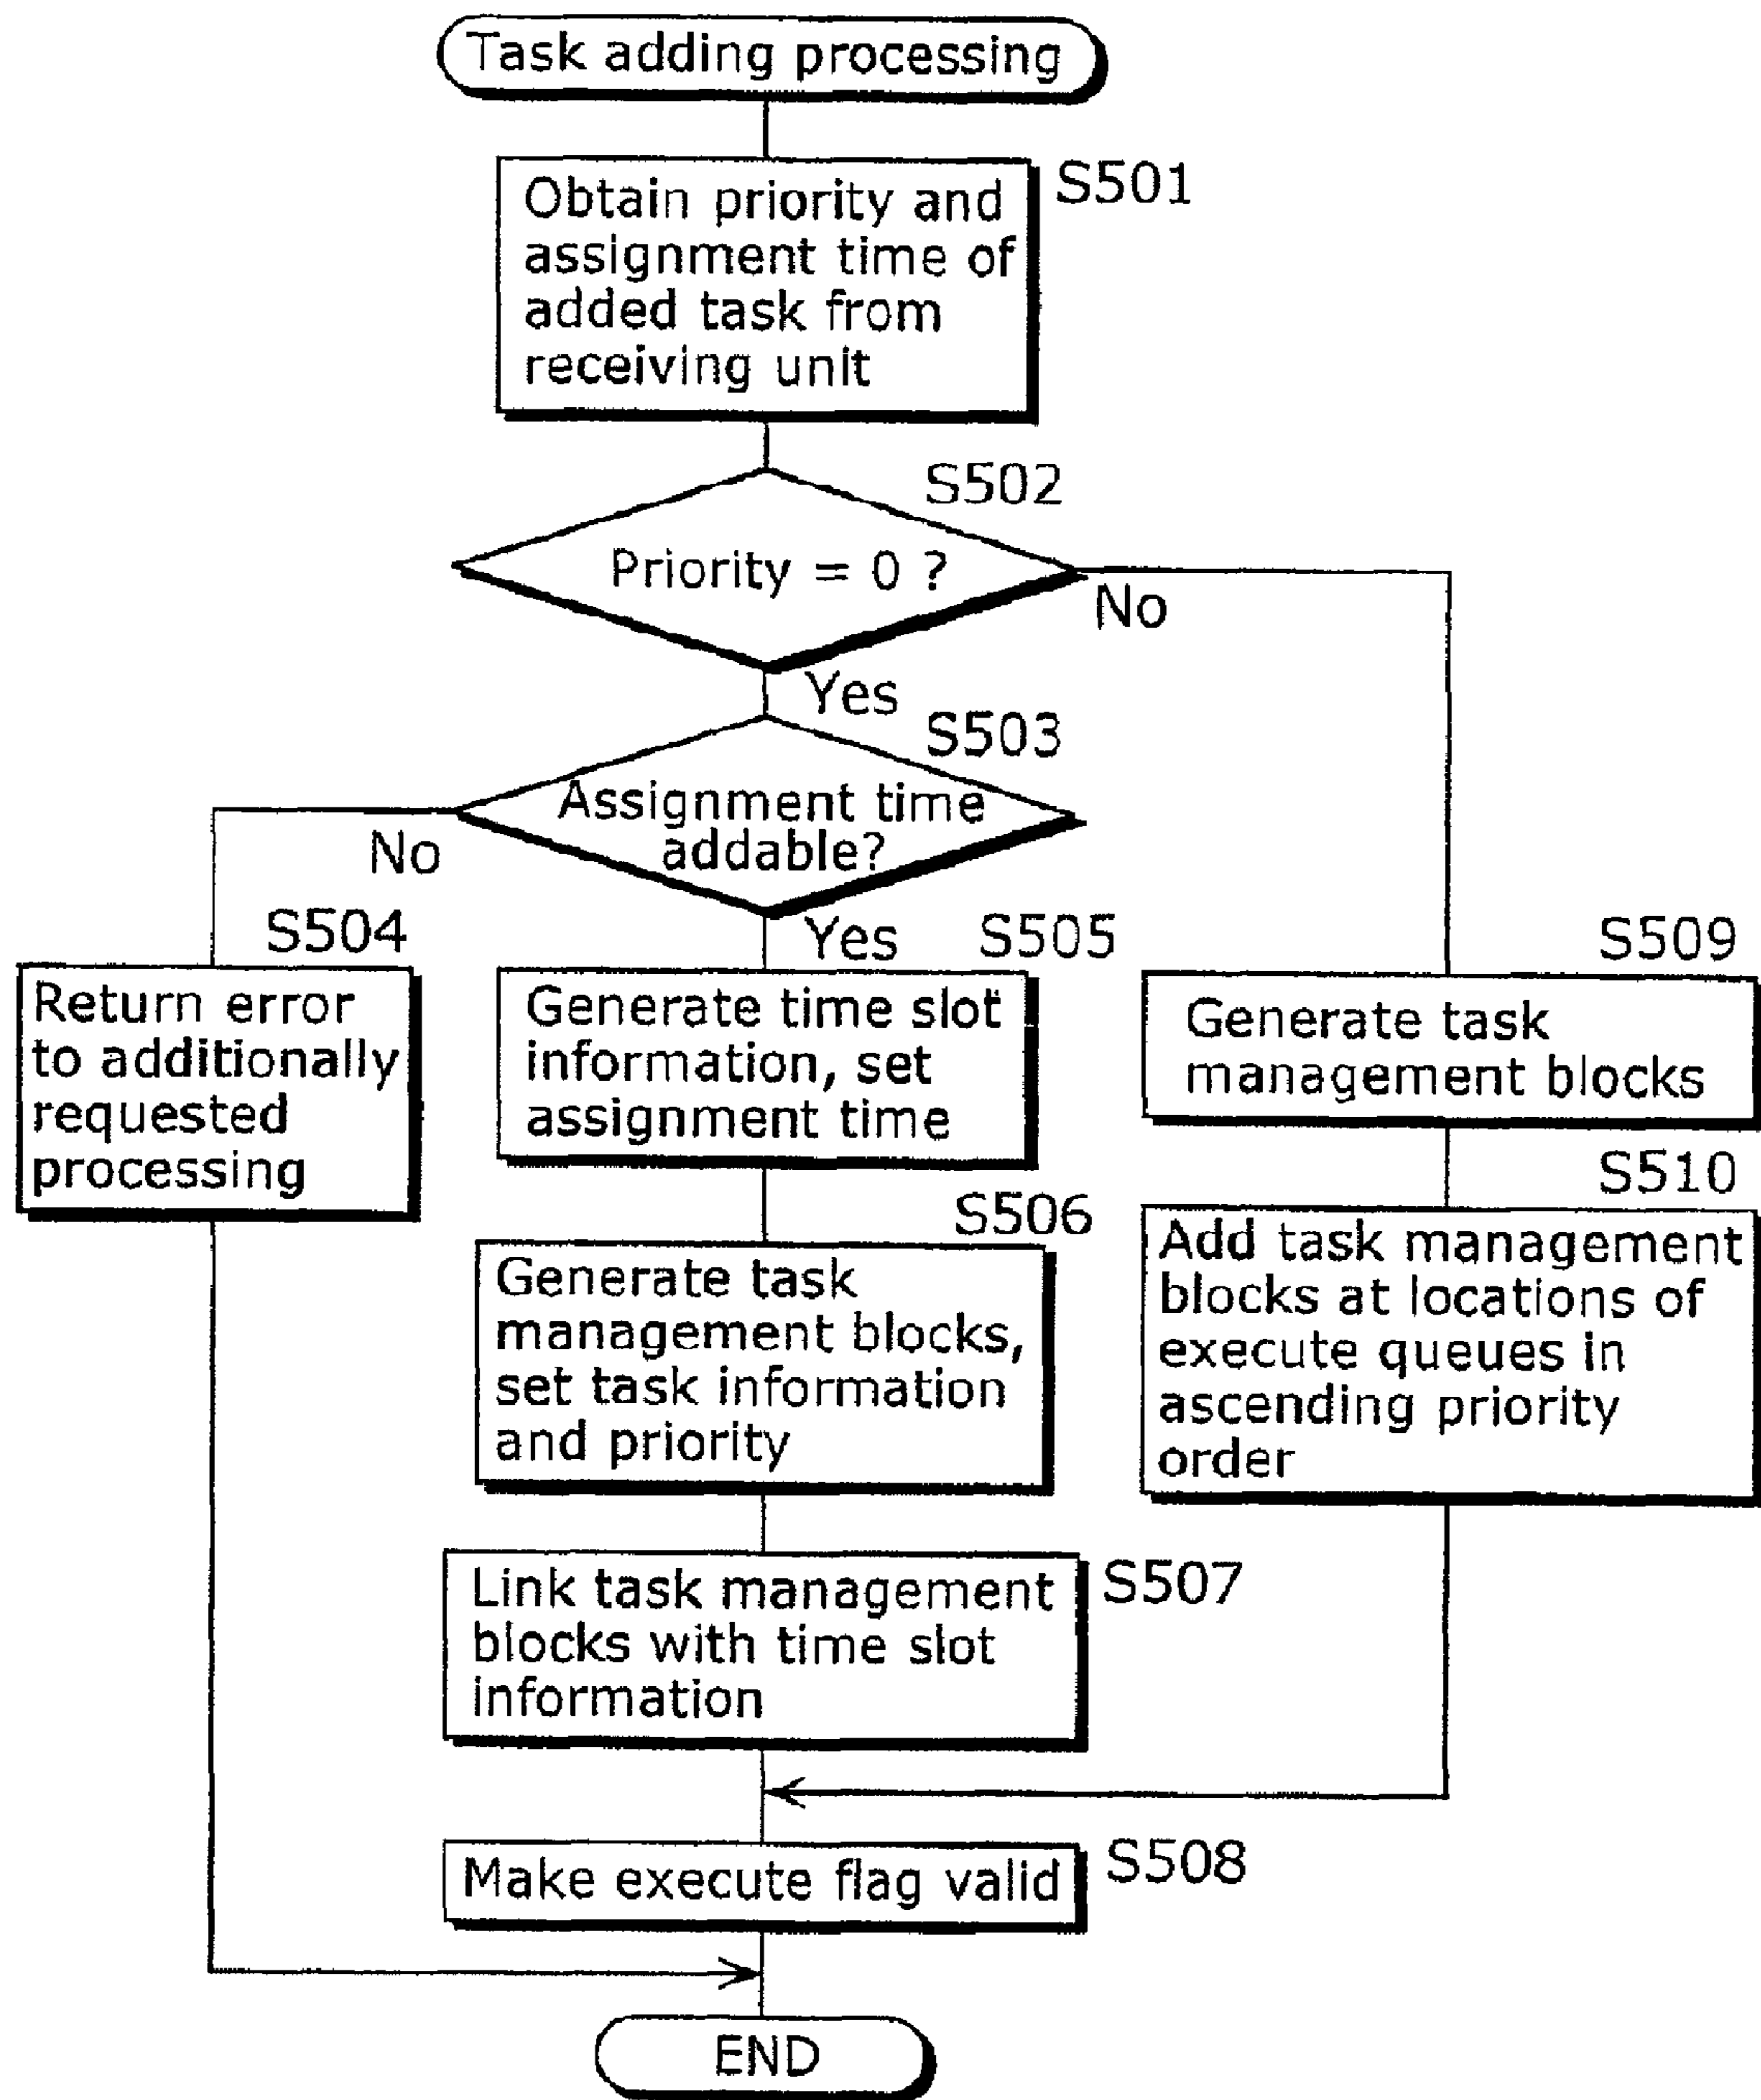 Task adding processing
S501
Obtain priority and
assignment time of
added task from
receiving unit
S502
Priority = 0 ?
No
Yes
S503
Assignment time
addable?
No
Yes
S504
Return error
to additionally
requested
processing
S505
Generate time slot
information, set
assignment time
S509
Generate task
management blocks
S506
Generate task
management blocks,
set task information
and priority
S510
Add task management
blocks at locations of
execute queues in
ascending priority
order
Link task management
blocks with time slot
information
S507
Make execute flag valid
S508
END